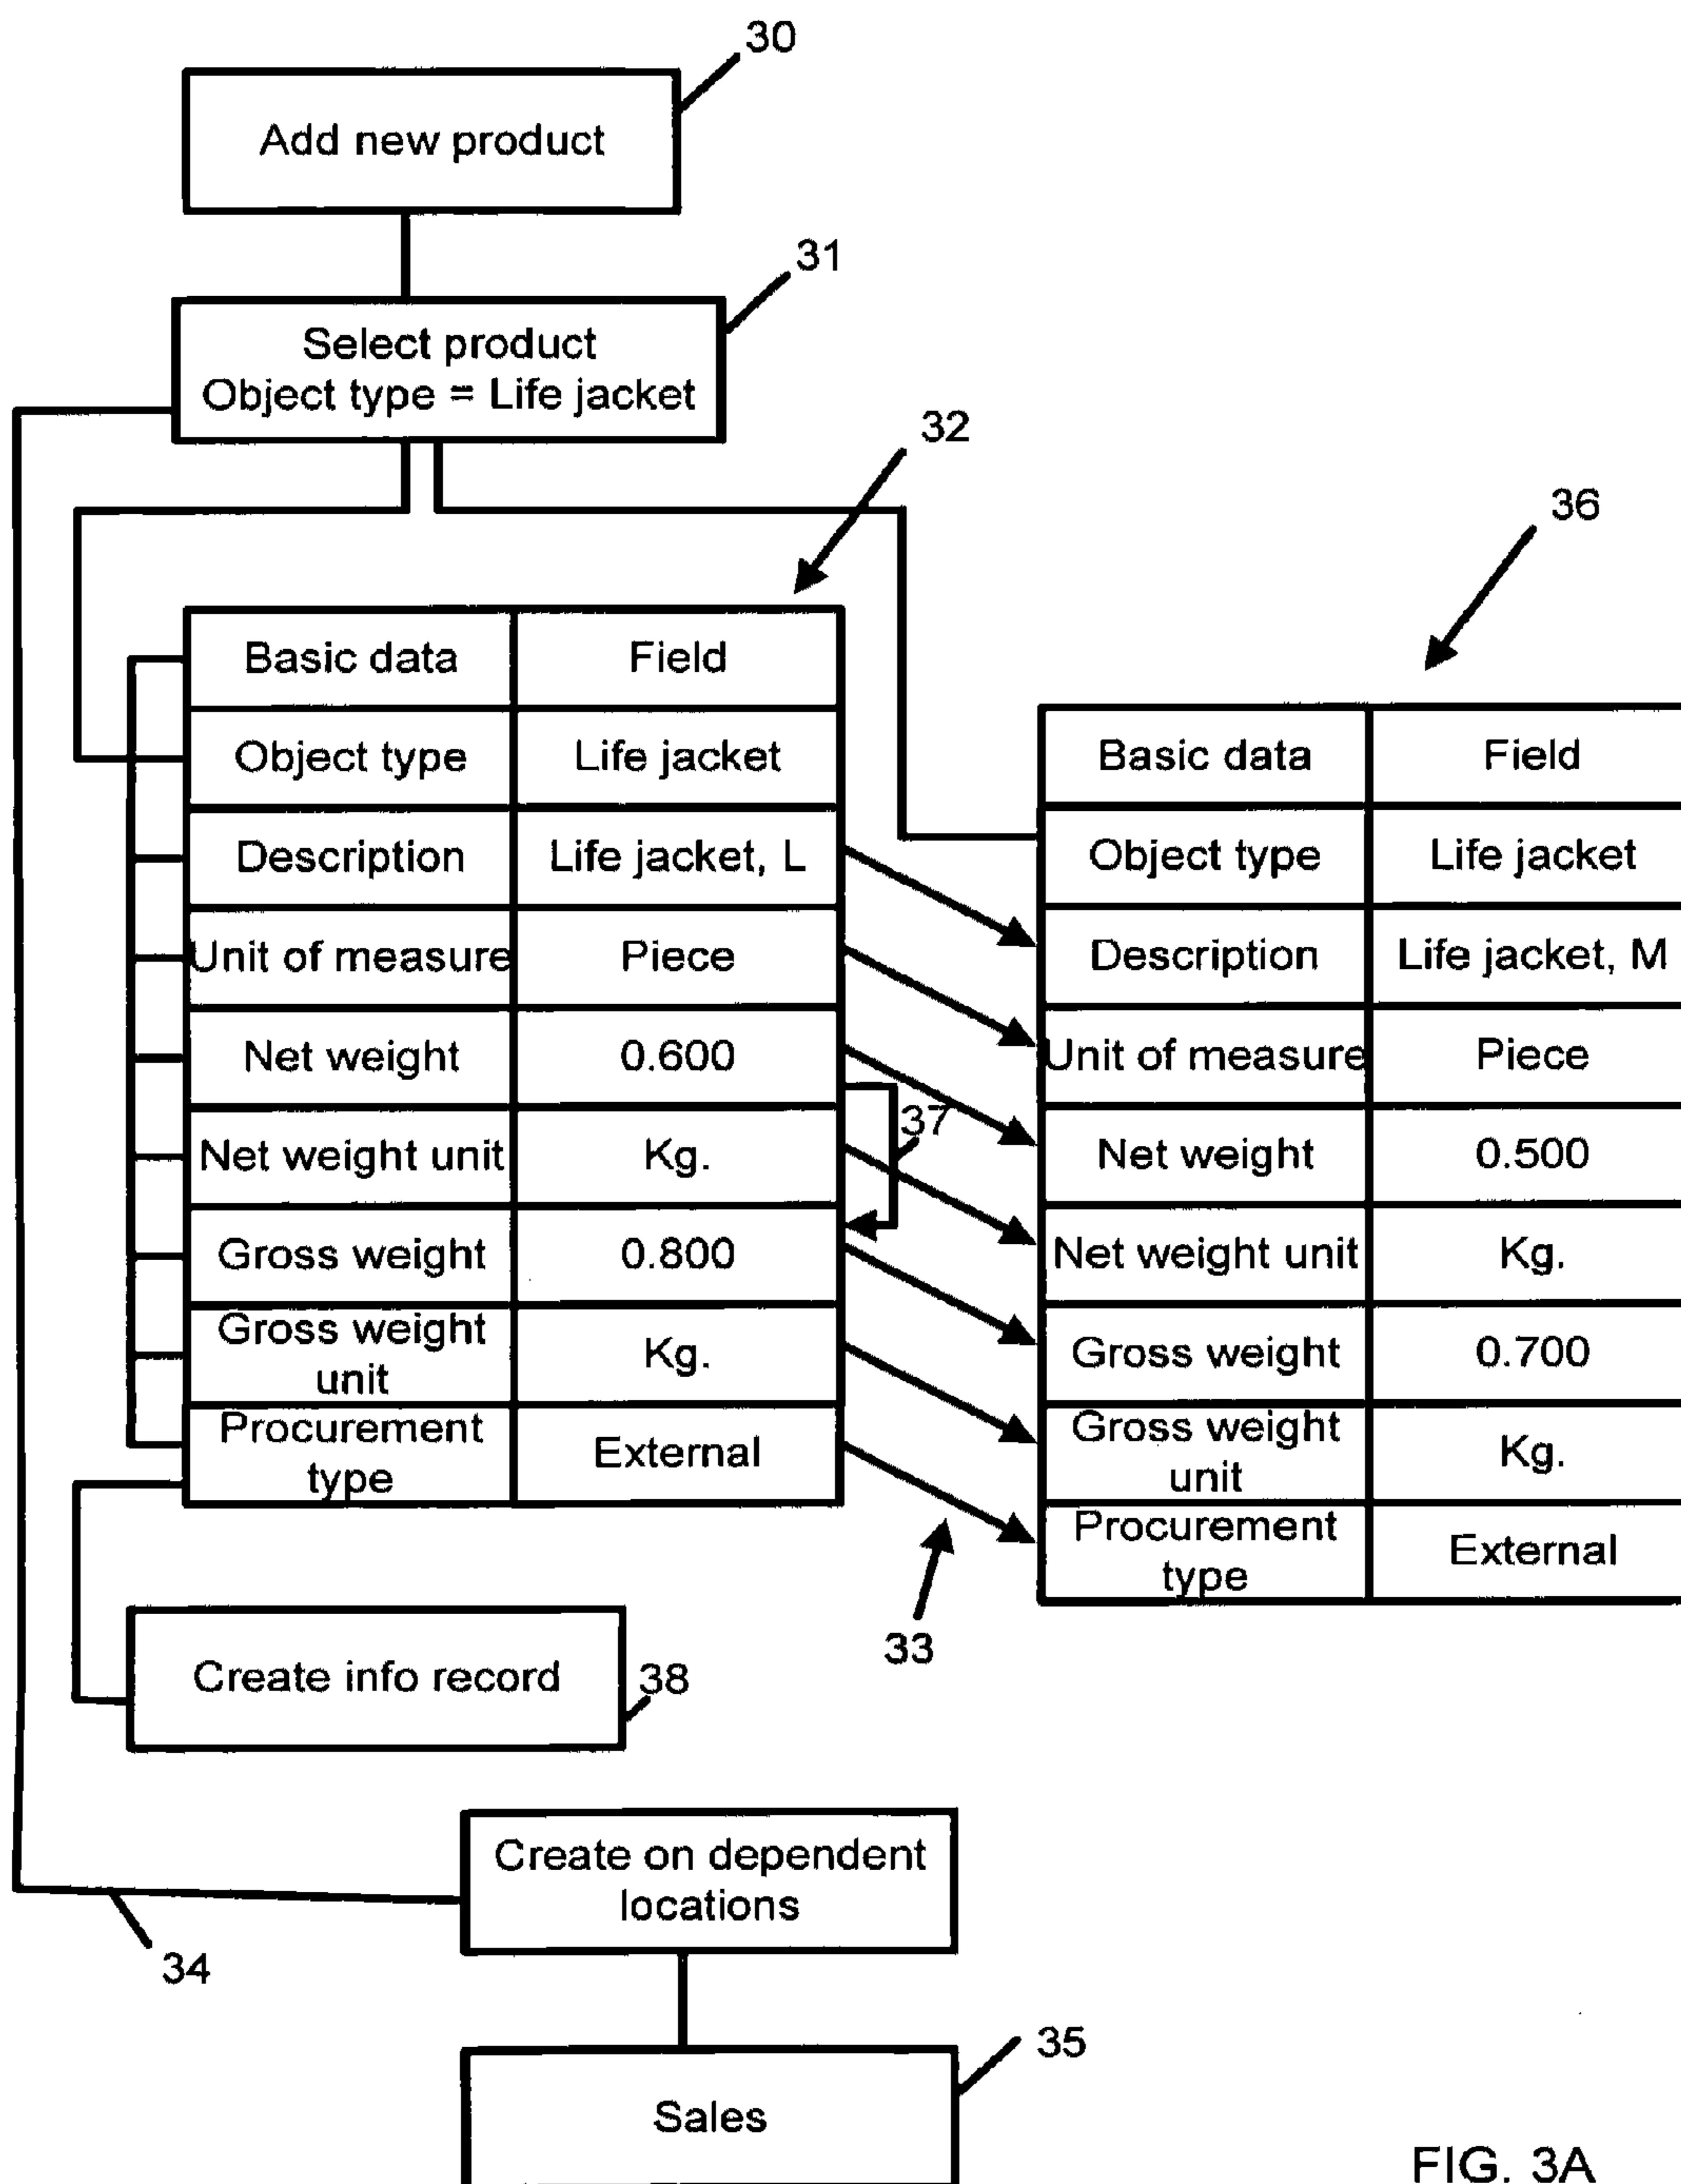 30
Add new product
31
Select product
Object type = Life jacket
32
36
Basic data Field
Object type Life jacket
Description Life jacket, L
Unit of measure Piece
Net weight 0.600
37
Net weight unit Kg.
Gross weight 0.800
Gross weight
unit
Kg.
Procurement
type
External
Basic data Field
Object type Life jacket
Description Life jacket, M
Unit of measure Piece
Net weight 0.500
Net weight unit Kg.
Gross weight 0.700
Gross weight
unit
Kg.
Procurement
type
External
33
Create info record
38
Create on dependent
locations
34
35
Sales
FIG. 3A